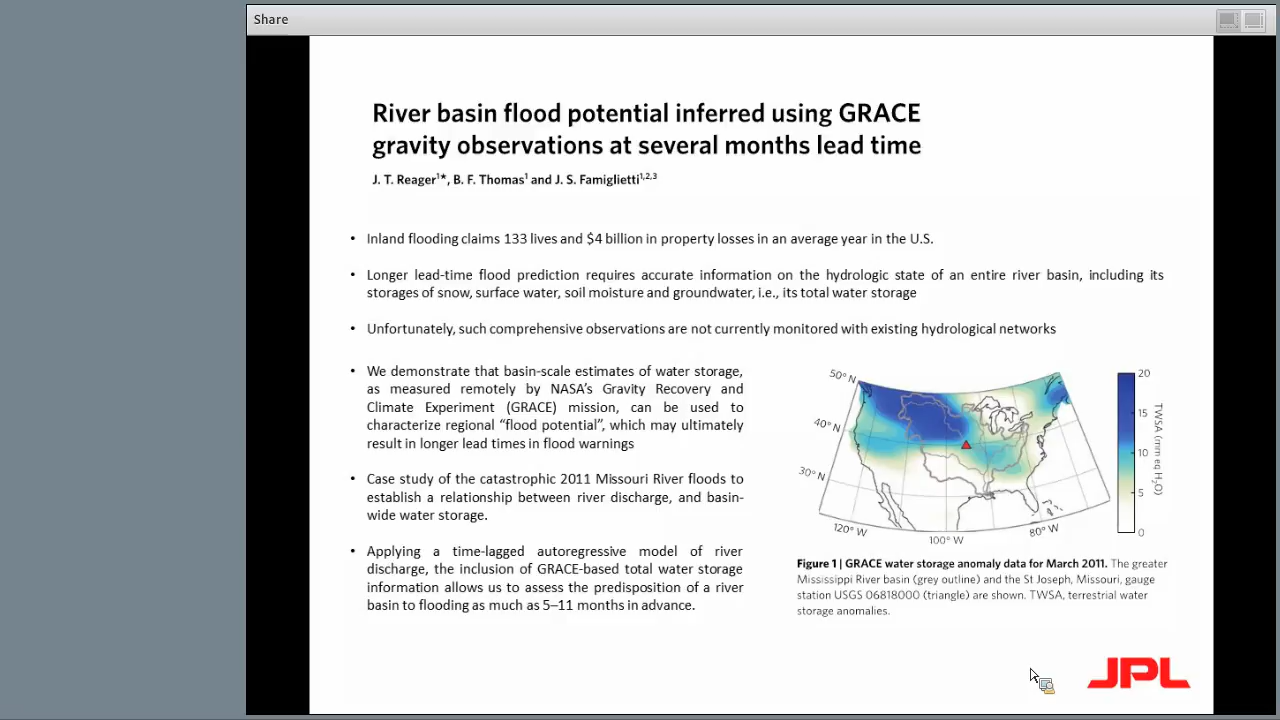 Share
River basin flood potential inferred using GRACE
gravity observations at several months lead time
J. T. Reager1*, B. F. Thomas1 and J. S. Famiglietti1,2,3
• Inland flooding claims 133 lives and $4 billion in property losses in an average year in the U.S.
• Longer lead-time flood prediction requires accurate information on the hydrologic state of an entire river basin, including its
storages of snow, surface water, soil moisture and groundwater, i.e., its total water storage
• Unfortunately, such comprehensive observations are not currently monitored with existing hydrological networks
• We demonstrate that basin-scale estimates of water storage,
as measured remotely by NASA's Gravity Recovery and
Climate Experiment (GRACE) mission, can be used to
characterize regional "flood potential", which may ultimately
result in longer lead times in flood warnings
• Case study of the catastrophic 2011 Missouri River floods to
establish a relationship between river discharge, and basin-
wide water storage.
• Applying a time-lagged autoregressive model of river
discharge, the inclusion of GRACE-based total water storage
information allows us to assess the predisposition of a river
basin to flooding as much as 5–11 months in advance.
50° N
40° N
30° N
120° W
100° W
80° W
20
15
10
5
0
TWSA (mm eq H2O)
Figure 1 | GRACE water storage anomaly data for March 2011. The greater
Mississippi River basin (grey outline) and the St Joseph, Missouri, gauge
station USGS 06818000 (triangle) are shown. TWSA, terrestrial water
storage anomalies.
JPL